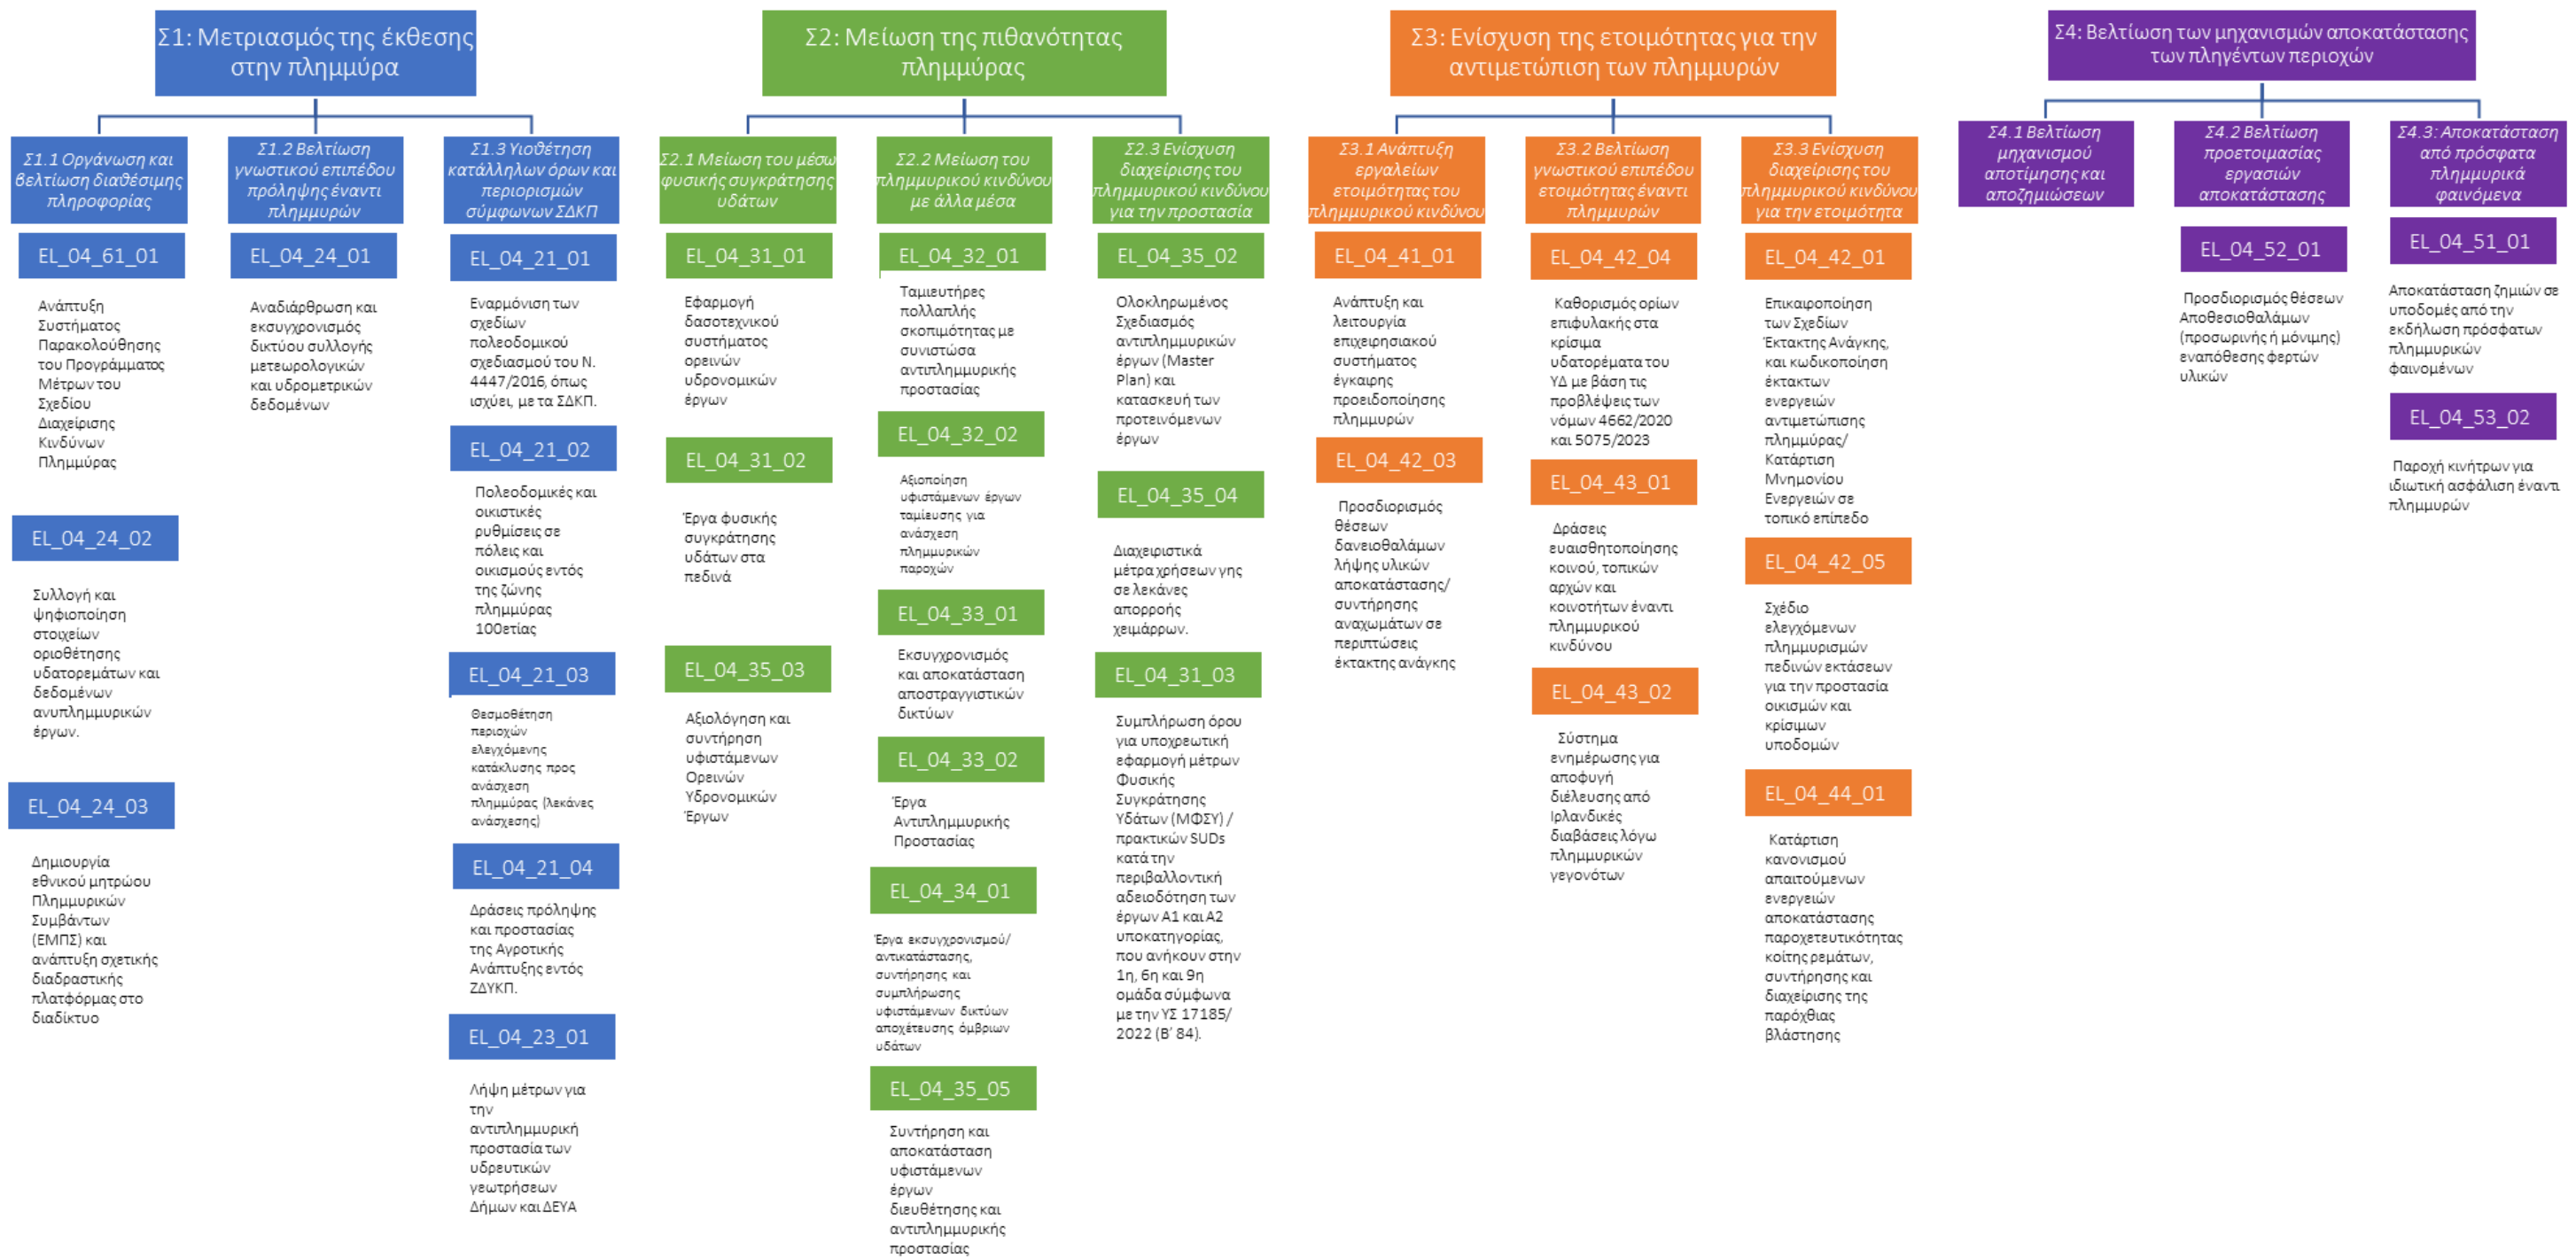 Σ1: Μετριασμός της έκθεσης
στην πλημμύρα
Σ1.1 Οργάνωση και
βελτίωση διαθέσιμης
πληροφορίας
EL_04_61_01
Ανάπτυξη
Συστήματος
Παρακολούθησης
του Προγράμματος
Μέτρων του
Σχεδίου
Διαχείρισης
Κινδύνων
Πλημμύρας
EL_04_24_02
Συλλογή και
ψηφιοποίηση
στοιχείων
οριοθέτησης
υδατορεμάτων και
δεδομένων
ανυπλημμυρικών
έργων.
EL_04_24_03
Δημιουργία
εθνικού μητρώου
Πλημμυρικών
Συμβάντων
(ΕΜΠΣ) και
ανάπτυξη σχετικής
διαδραστικής
πλατφόρμας στο
διαδίκτυο
Σ1.2 Βελτίωση
γνωστικού επιπέδου
πρόληψης έναντι
πλημμυρών
EL_04_24_01
Αναδιάρθρωση και
εκσυγχρονισμός
δικτύου συλλογής
μετεωρολογικών
και υδρομετρικών
δεδομένων
Σ1.3 Υιοθέτηση
κατάλληλων όρων και
περιορισμών
σύμφωνων ΣΔΚΠ
EL_04_21_01
Εναρμόνιση των
σχεδίων
πολεοδομικού
σχεδιασμού του Ν.
4447/2016, όπως
ισχύει, με τα ΣΔΚΠ.
EL_04_21_02
Πολεοδομικές και
οικιστικές
ρυθμίσεις σε
πόλεις και
οικισμούς εντός
της ζώνης
πλημμύρας
100ετίας
EL_04_21_03
Θεσμοθέτηση
περιοχών
ελεγχόμενης
κατάκλυσης προς
ανάσχεση
πλημμύρας (λεκάνες
ανάσχεσης)
EL_04_21_04
Δράσεις πρόληψης
και προστασίας
της Αγροτικής
Ανάπτυξης εντός
ΖΔΥΚΠ.
EL_04_23_01
Λήψη μέτρων για
την
αντιπλημμυρική
προστασία των
υδρευτικών
γεωτρήσεων
Δήμων και ΔΕΥΑ
Σ2: Μείωση της πιθανότητας
πλημμύρας
Σ2.1 Μείωση του μέσω
φυσικής συγκράτησης
υδάτων
EL_04_31_01
Εφαρμογή
δασοτεχνικού
συστήματος
ορεινών
υδρονομικών
έργων
EL_04_31_02
Έργα φυσικής
συγκράτησης
υδάτων στα
πεδινά
EL_04_35_03
Αξιολόγηση και
συντήρηση
υφιστάμενων
Ορεινών
Υδρονομικών
Έργων
Σ2.2 Μείωση του
πλημμυρικού κινδύνου
με άλλα μέσα
EL_04_32_01
Ταμιευτήρες
πολλαπλής
σκοπιμότητας με
συνιστώσα
αντιπλημμυρικής
προστασίας
EL_04_32_02
Αξιοποίηση
υφιστάμενων έργων
ταμίευσης για
ανάσχεση
πλημμυρικών
παροχών
EL_04_33_01
Εκσυγχρονισμός
και αποκατάσταση
αποστραγγιστικών
δικτύων
EL_04_33_02
Έργα
Αντιπλημμυρικής
Προστασίας
EL_04_34_01
Έργα εκσυγχρονισμού/
αντικατάστασης,
συντήρησης και
συμπλήρωσης
υφιστάμενων δικτύων
αποχέτευσης όμβριων
υδάτων
EL_04_35_05
Συντήρηση και
αποκατάσταση
υφιστάμενων
έργων
διευθέτησης και
αντιπλημμυρικής
προστασίας
Σ2.3 Ενίσχυση
διαχείρισης του
πλημμυρικού κινδύνου
για την προστασία
EL_04_35_02
Ολοκληρωμένος
Σχεδιασμός
αντιπλημμυρικών
έργων (Master
Plan) και
κατασκευή των
προτεινόμενων
έργων
EL_04_35_04
Διαχειριστικά
μέτρα χρήσεων γης
σε λεκάνες
απορροής
χειμάρρων.
EL_04_31_03
Συμπλήρωση όρου
για υποχρεωτική
εφαρμογή μέτρων
Φυσικής
Συγκράτησης
Υδάτων (ΜΦΣΥ) /
πρακτικών SUDs
κατά την
περιβαλλοντική
αδειοδότηση των
έργων Α1 και Α2
υποκατηγορίας,
που ανήκουν στην
1η, 6η και 9η
ομάδα σύμφωνα
με την ΥΣ 17185/
2022 (Β' 84).
Σ3: Ενίσχυση της ετοιμότητας για την
αντιμετώπιση των πλημμυρών
Σ3.1 Ανάπτυξη
εργαλείων
ετοιμότητας του
πλημμυρικού κινδύνου
EL_04_41_01
Ανάπτυξη και
λειτουργία
επιχειρησιακού
συστήματος
έγκαιρης
προειδοποίησης
πλημμυρών
EL_04_42_03
Προσδιορισμός
θέσεων
δανειοθαλάμων
λήψης υλικών
αποκατάστασης/
συντήρησης
αναχωμάτων σε
περιπτώσεις
έκτακτης ανάγκης
Σ3.2 Βελτίωση
γνωστικού επιπέδου
ετοιμότητας έναντι
πλημμυρών
EL_04_42_04
Καθορισμός ορίων
επιφυλακής στα
κρίσιμα
υδατορέματα του
ΥΔ με βάση τις
προβλέψεις των
νόμων 4662/2020
και 5075/2023
EL_04_43_01
Δράσεις
ευαισθητοποίησης
κοινού, τοπικών
αρχών και
κοινοτήτων έναντι
πλημμυρικού
κινδύνου
EL_04_43_02
Σύστημα
ενημέρωσης για
αποφυγή
διέλευσης από
Ιρλανδικές
διαβάσεις λόγω
πλημμυρικών
γεγονότων
Σ3.3 Ενίσχυση
διαχείρισης του
πλημμυρικού κινδύνου
για την ετοιμότητα
EL_04_42_01
Επικαιροποίηση
των Σχεδίων
Έκτακτης Ανάγκης,
και κωδικοποίηση
έκτακτων
ενεργειών
αντιμετώπισης
πλημμύρας/
Κατάρτιση
Μνημονίου
Ενεργειών σε
τοπικό επίπεδο
EL_04_42_05
Σχέδιο
ελεγχόμενων
πλημμυρισμών
πεδινών εκτάσεων
για την προστασία
οικισμών και
κρίσιμων
υποδομών
EL_04_44_01
Κατάρτιση
κανονισμού
απαιτούμενων
ενεργειών
αποκατάστασης
παροχετευτικότητας
κοίτης ρεμάτων,
συντήρησης και
διαχείρισης της
παρόχθιας
βλάστησης
Σ4: Βελτίωση των μηχανισμών αποκατάστασης
των πληγέντων περιοχών
Σ4.1 Βελτίωση
μηχανισμού
αποτίμησης και
αποζημιώσεων
Σ4.2 Βελτίωση
προετοιμασίας
εργασιών
αποκατάστασης
EL_04_52_01
Προσδιορισμός θέσεων
Αποθεσιοθαλάμων
(προσωρινής ή μόνιμης)
εναπόθεσης φερτών
υλικών
Σ4.3: Αποκατάσταση
από πρόσφατα
πλημμυρικά
φαινόμενα
EL_04_51_01
Αποκατάσταση ζημιών σε
υποδομές από την
εκδήλωση πρόσφατων
πλημμυρικών
φαινομένων
EL_04_53_02
Παροχή κινήτρων για
ιδιωτική ασφάλιση έναντι
πλημμυρών